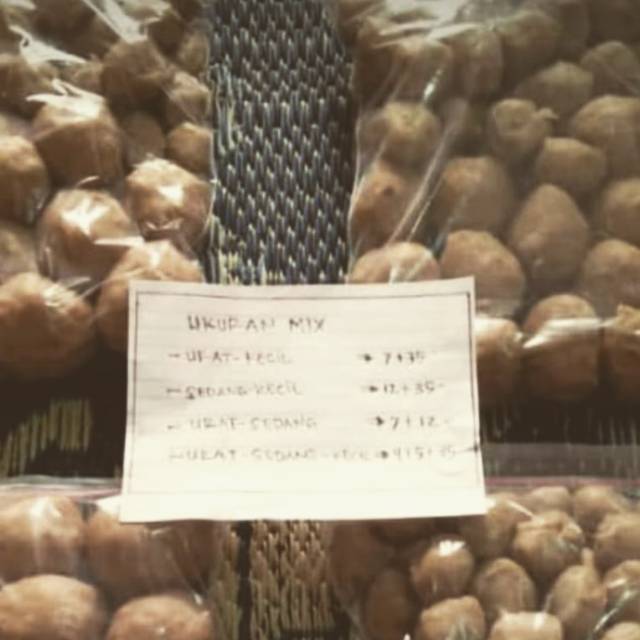 UKURAN MIX
- URAT-KECIL → 7+35
- SEDANG-KECIL → 12+35
- URAT-SEDANG → 7+12
- URAT-SEDANG-KECIL → 4+5+15